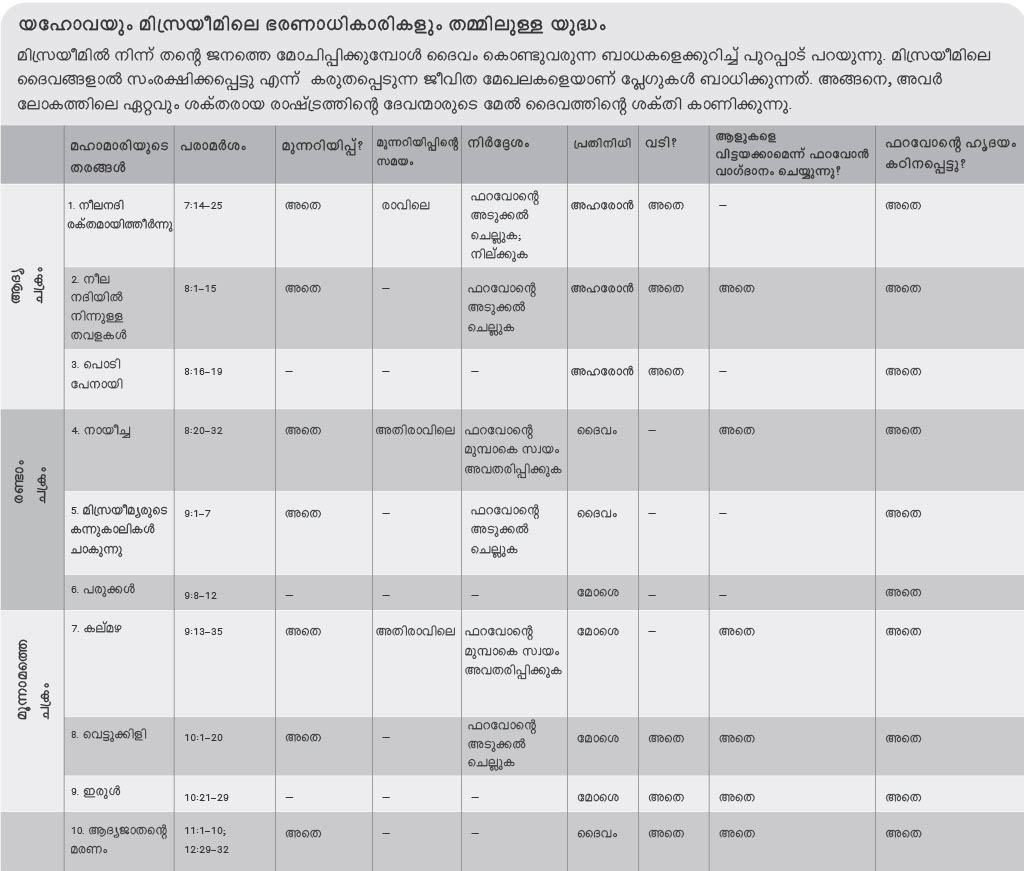 യഹോവയും മിസ്രയീമിലെ ഭരണാധികാരികളും തമ്മിലുള്ള യുദ്ധം
മിസ്രയീമിൽ നിന്ന് തന്റെ ജനത്തെ മോചിപ്പിക്കുമ്പോൾ ദൈവം കൊണ്ടുവരുന്ന ബാധകളെക്കുറിച്ച് പുറപ്പാട് പറയുന്നു. മിസ്രയീമിലെ
ദൈവങ്ങളാൽ സംരക്ഷിക്കപ്പെട്ടു എന്ന് കരുതപ്പെടുന്ന ജീവിത മേഖലകളെയാണ് പ്ലേഗുകൾ ബാധിക്കുന്നത്. അങ്ങനെ, അവർ
ലോകത്തിലെ ഏറ്റവും ശക്തരായ രാഷ്ട്രത്തിന്റെ ദേവന്മാരുടെ മേൽ ദൈവത്തിന്റെ ശക്തി കാണിക്കുന്നു.
മഹാമാരിയുടെ
തരങ്ങൾ
പരാമർശം
മുന്നറിയിപ്പ്?
മുന്നറിയിപ്പിന്റെ
സമയം
നിർദ്ദേശം
പ്രതിനിധി
വടി?
ആളുകളെ
വിട്ടയക്കാമെന്ന് ഫറവോൻ
വാഗ്ദാനം ചെയ്യുന്നു?
ഫറവോന്റെ ഹൃദയം
കഠിനപ്പെട്ടു?
ആദ്യ
ചക്രം
1. നീലനദി
രക്തമായിത്തീർന്നു
7:14–25
അതെ
രാവിലെ
ഫറവോന്റെ
അടുക്കൽ
ചെല്ലുക;
നില്ക്കുക
അഹരോൻ
അതെ
–
അതെ
2. നീല
നദിയിൽ
നിന്നുള്ള
തവളകൾ
8:1–15
അതെ
–
ഫറവോന്റെ
അടുക്കൽ
ചെല്ലുക
അഹരോൻ
അതെ
അതെ
അതെ
3. പൊടി
പേനായി
8:16–19
–
–
–
അഹരോൻ
അതെ
–
അതെ
രണ്ടാം
ചക്രം
4. നായീച്ച
8:20–32
അതെ
അതിരാവിലെ
ഫറവോന്റെ
മുമ്പാകെ സ്വയം
അവതരിപ്പിക്കുക
ദൈവം
–
അതെ
അതെ
5. മിസ്രയീമ്യരുടെ
കന്നുകാലികൾ
ചാകുന്നു
9:1–7
അതെ
–
ഫറവോന്റെ
അടുക്കൽ
ചെല്ലുക
ദൈവം
–
–
അതെ
6. പരുക്കൾ
9:8–12
–
–
–
മോശെ
–
–
അതെ
മൂന്നാമത്തെ
ചക്രം
7. കല്മഴ
9:13–35
അതെ
അതിരാവിലെ
ഫറവോന്റെ
മുമ്പാകെ സ്വയം
അവതരിപ്പിക്കുക
മോശെ
–
അതെ
അതെ
8. വെട്ടുക്കിളി
10:1–20
അതെ
–
ഫറവോന്റെ
അടുക്കൽ
ചെല്ലുക
മോശെ
അതെ
അതെ
അതെ
9. ഇരുൾ
10:21–29
–
–
–
മോശെ
അതെ
അതെ
അതെ
10. ആദ്യജാതന്റെ
മരണം
11:1–10;
12:29–32
അതെ
–
–
ദൈവം
അതെ
അതെ
അതെ